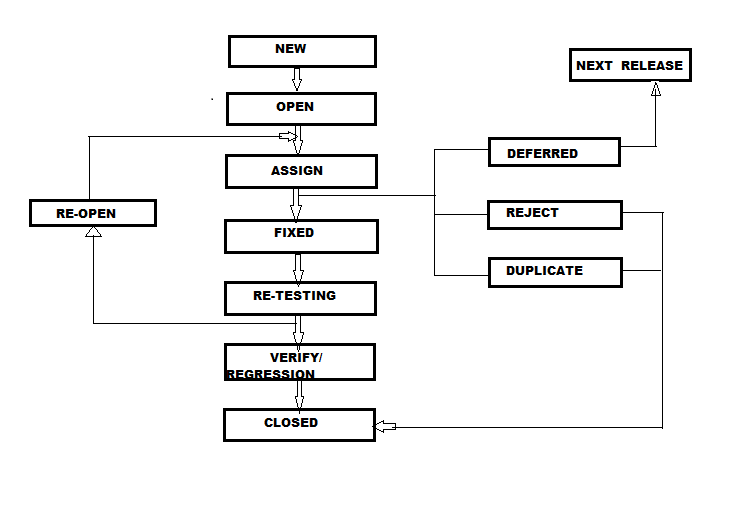 NEW
NEXT RELEASE
OPEN
DEFERRED
ASSIGN
RE-OPEN
REJECT
FIXED
DUPLICATE
RE-TESTING
VERIFY/
REGRESSION
CLOSED